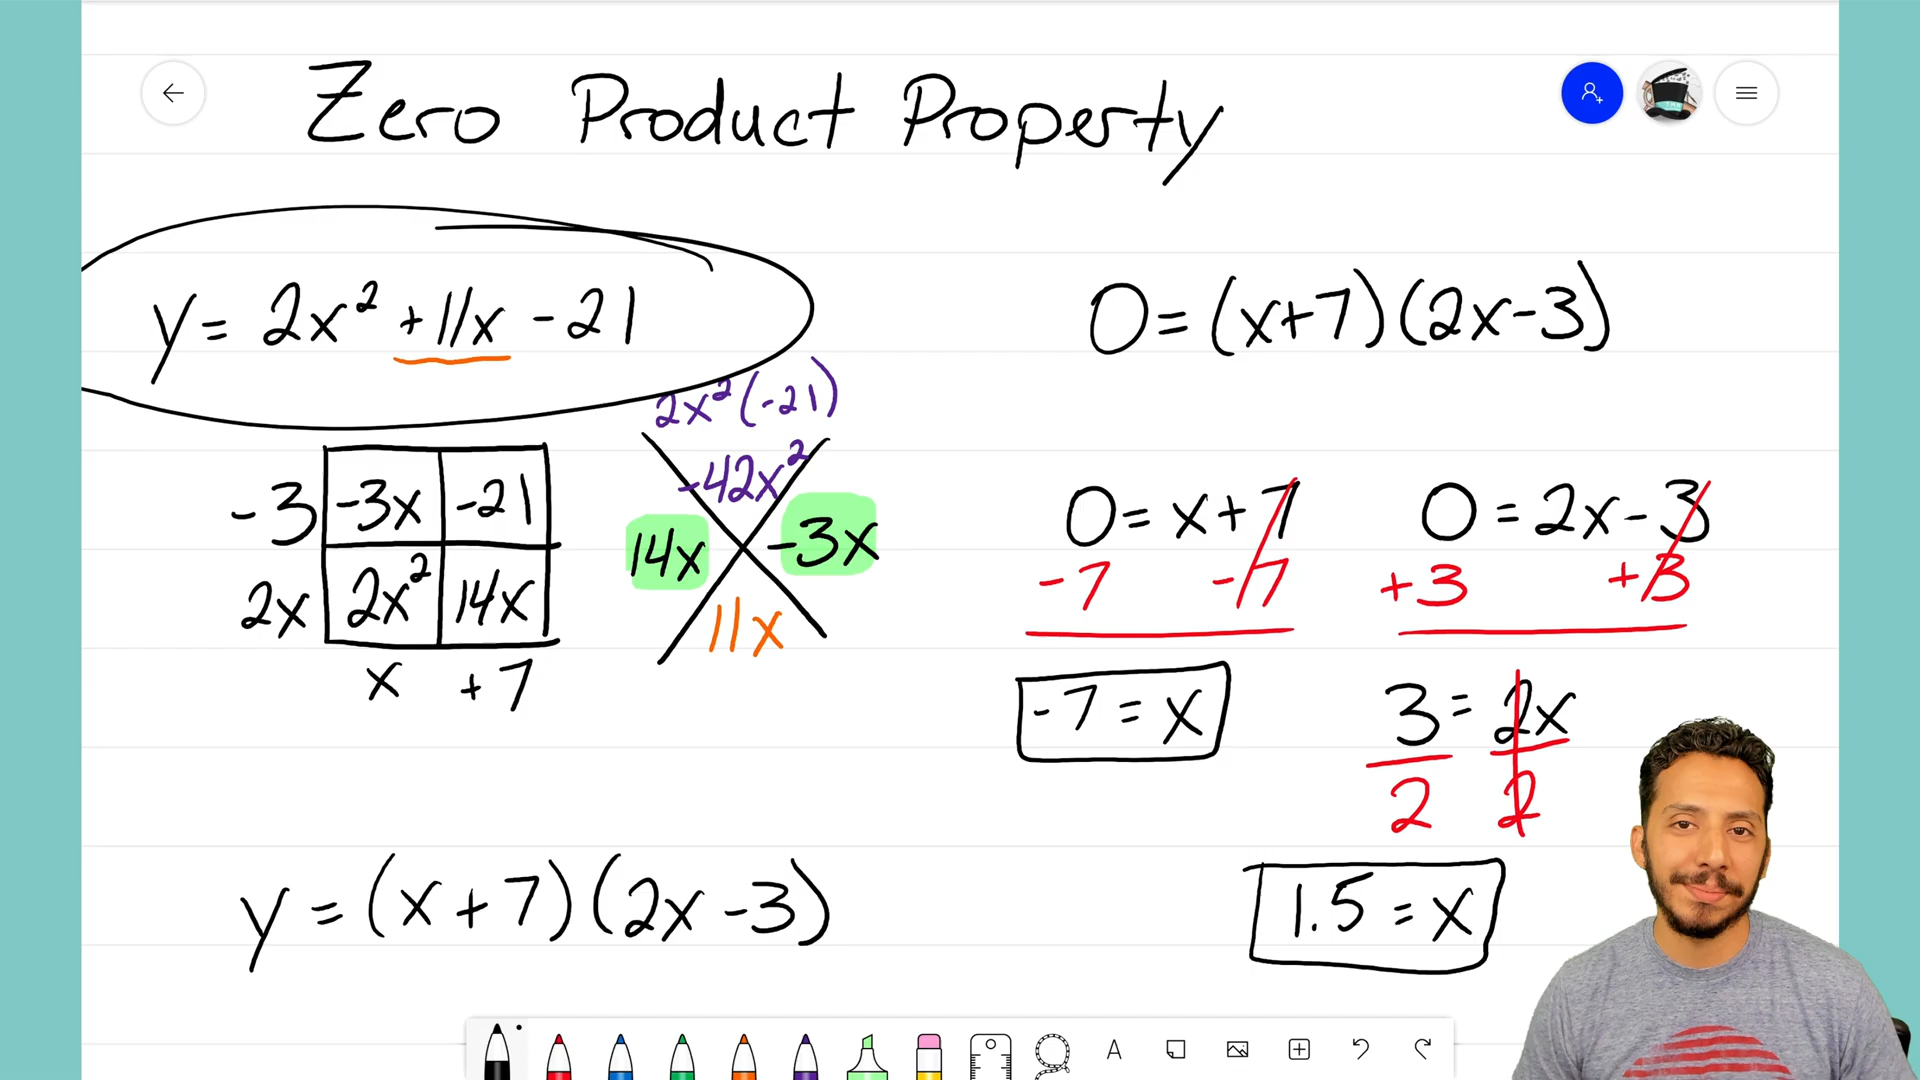 Zero Product Property
y = 2x² + 11x - 21
2x²(-21)
-42x²
14x -3x
11x
-3 -3x -21
2x 2x² 14x
x +7
y = (x+7)(2x-3)
0 = (x+7)(2x-3)
0 = x+7
-7 -7
-7 = x
0 = 2x-3
+3 +3
3 = 2x
2 2
1.5 = x
A